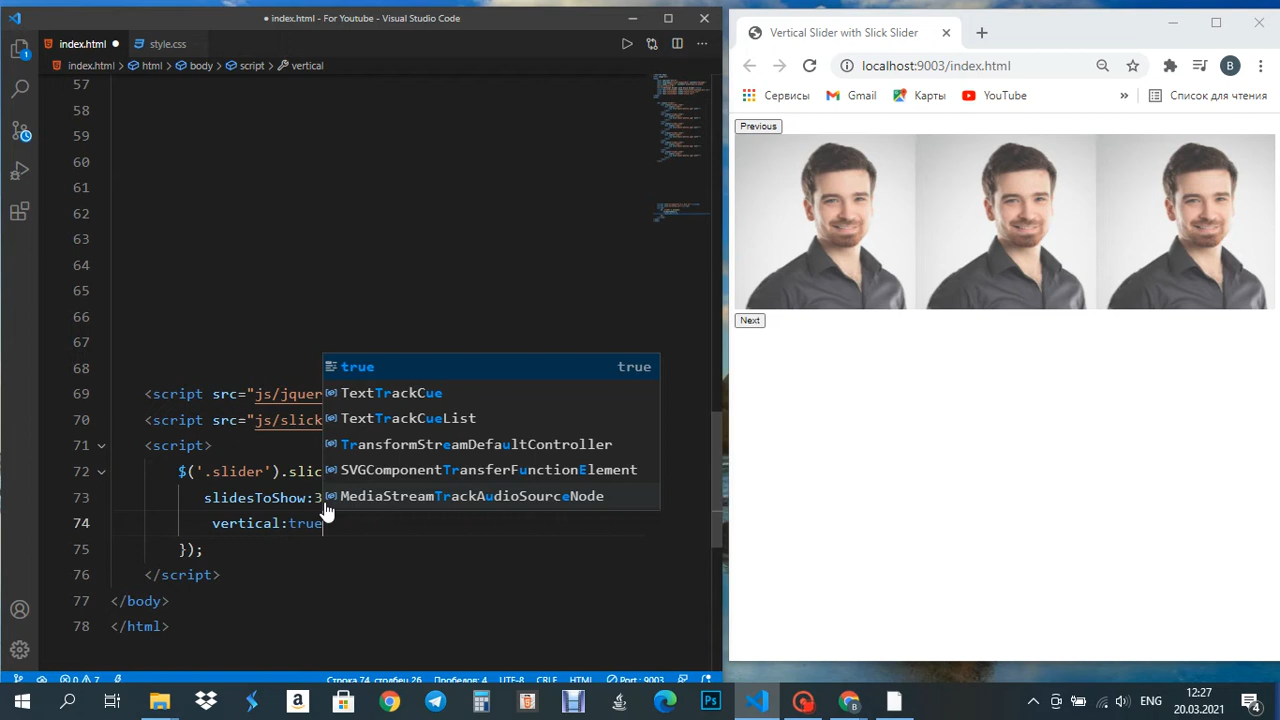 index.html - For Youtube - Visual Studio Code
index.html
style.css
index.html > html > body > script > vertical
57
58
59
60
61
62
63
64
65
66
67
68
69 <script src="js/jquer
70 <script src="js/slick
71 <script>
72 $('.slider').slic
73 slidesToShow:3
74 vertical:true
75 });
76 </script>
77 </body>
78 </html>
true true
TextTrackCue
TextTrackCueList
TransformStreamDefaultController
SVGComponentTransferFunctionElement
MediaStreamTrackAudioSourceNode
1
0 7
Строка 74, столбец 26
Пробелов: 4
UTF-8
CRLF
HTML
Port : 9003
Vertical Slider with Slick Slider
localhost:9003/index.html
B
Сервисы
Gmail
Карты
YouTube
»
Список для чтения
Previous
Next
a
Ps
B
ENG
12:27
20.03.2021
4